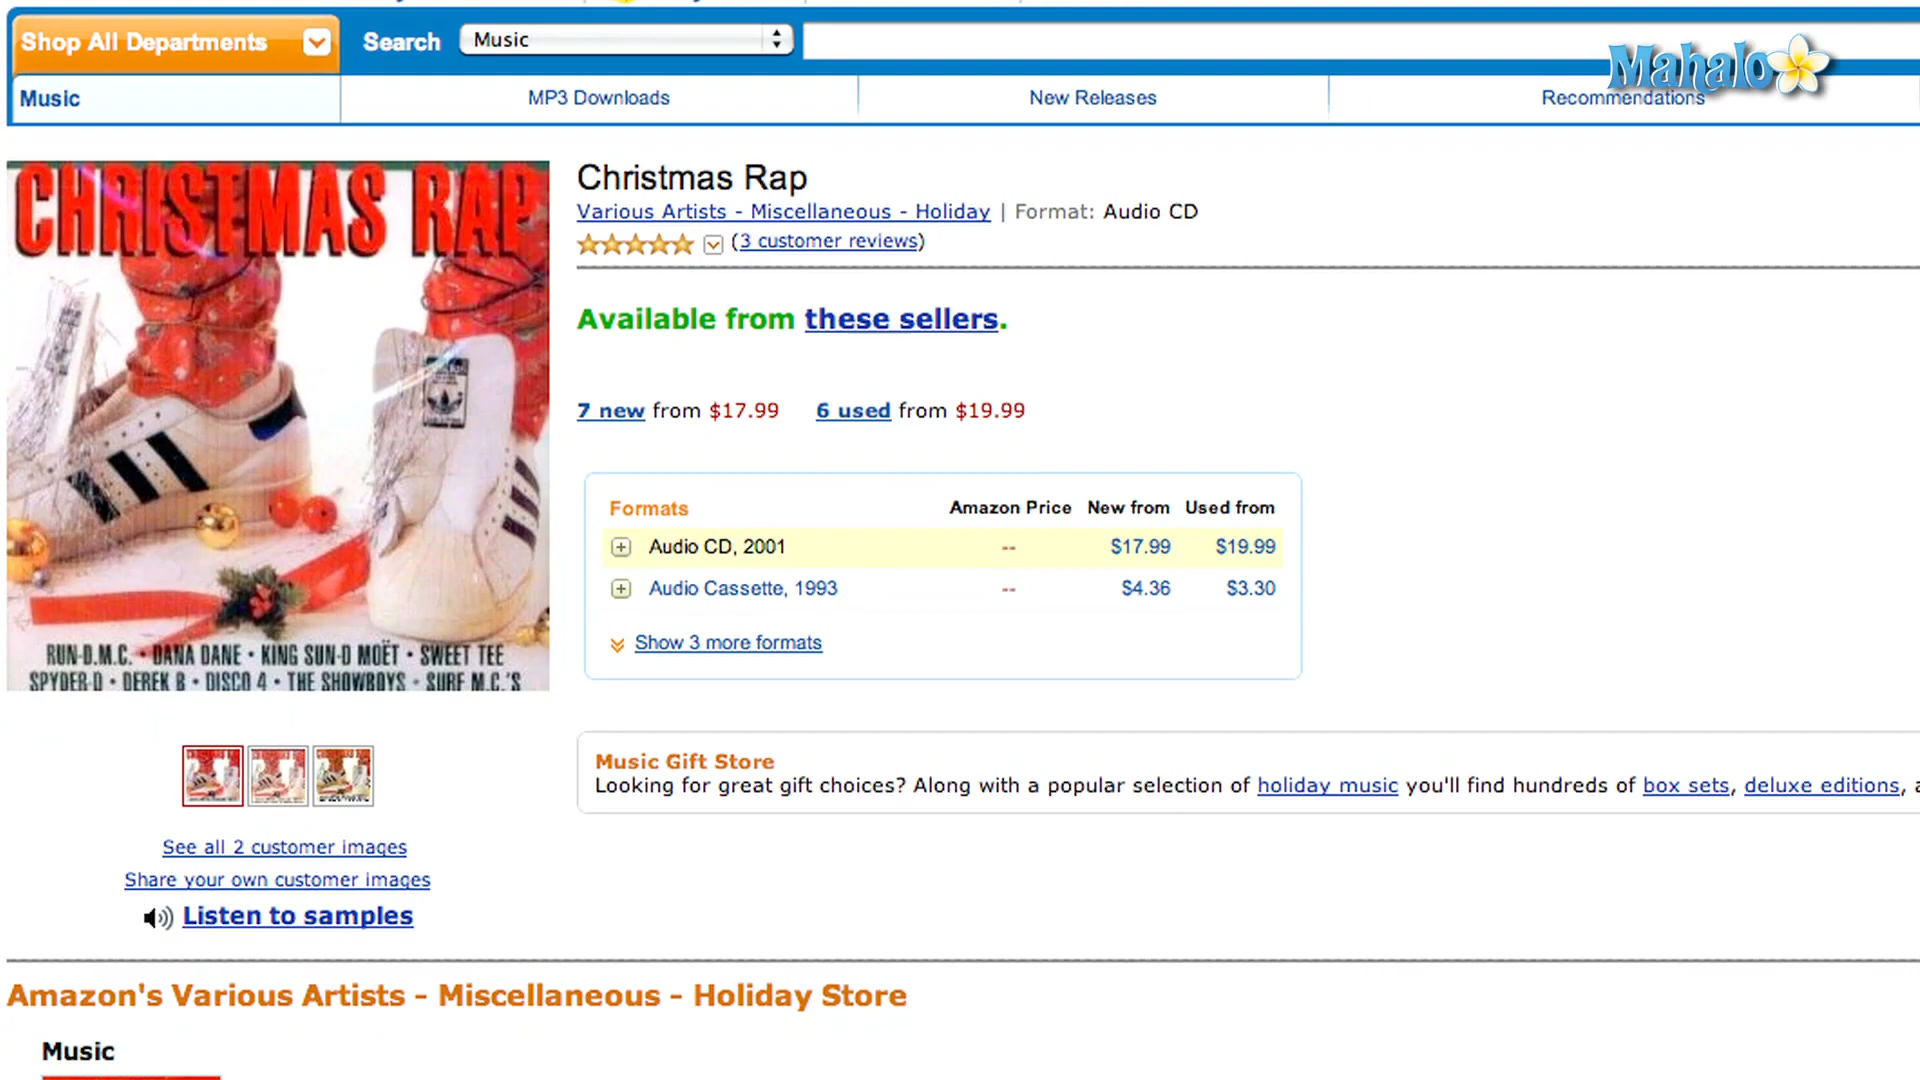 Shop All Departments
Search
Music
Mahalo
Music
MP3 Downloads
New Releases
Recommendations
CHRISTMAS RAP
RUN-D.M.C. • DANA DANE • KING SUN-D MOËT • SWEET TEE
SPYDER-D • DEREK B • DISCO 4 • THE SHOWBOYS • SURF M.C.'S
Christmas Rap
Various Artists - Miscellaneous - Holiday | Format: Audio CD
(3 customer reviews)
Available from these sellers.
7 new from $17.99 6 used from $19.99
Formats Amazon Price New from Used from
Audio CD, 2001 -- $17.99 $19.99
Audio Cassette, 1993 -- $4.36 $3.30
Show 3 more formats
Music Gift Store
Looking for great gift choices? Along with a popular selection of holiday music you'll find hundreds of box sets, deluxe editions,
See all 2 customer images
Share your own customer images
Listen to samples
Amazon's Various Artists - Miscellaneous - Holiday Store
Music